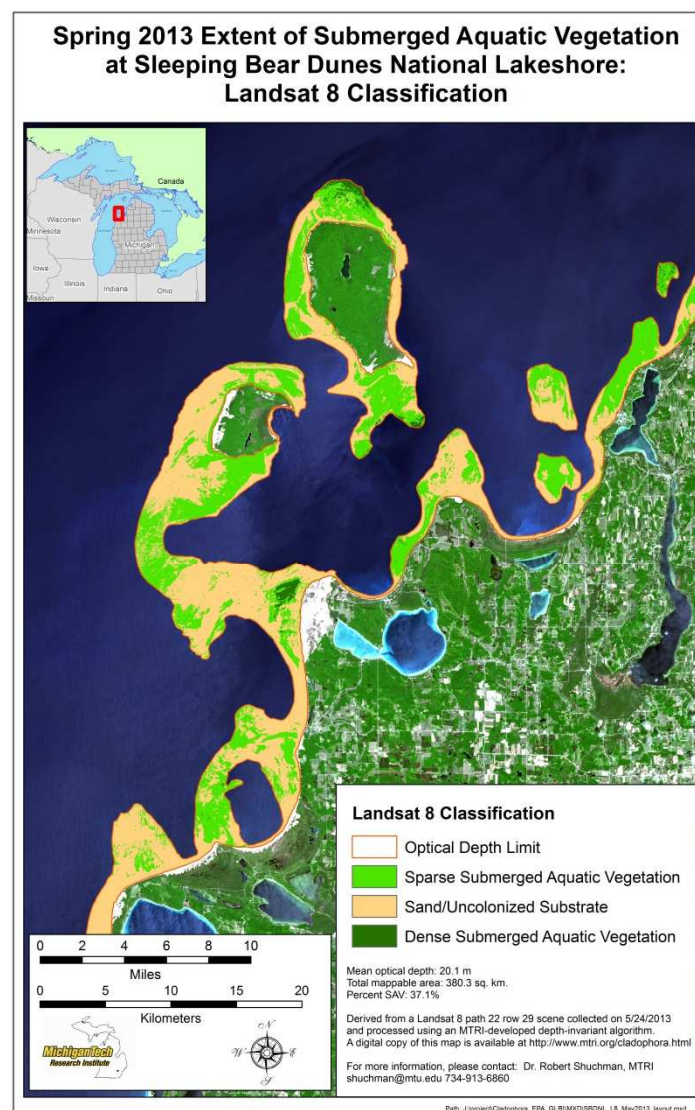 Spring 2013 Extent of Submerged Aquatic Vegetation
at Sleeping Bear Dunes National Lakeshore:
Landsat 8 Classification
Canada
Wisconsin
Minnesota
Michigan
Iowa
Illinois
Indiana
Ohio
Missouri
Landsat 8 Classification
Optical Depth Limit
Sparse Submerged Aquatic Vegetation
Sand/Uncolonized Substrate
Dense Submerged Aquatic Vegetation
Mean optical depth: 20.1 m
Total mappable area: 380.3 sq. km.
Percent SAV: 37.1%
Derived from a Landsat 8 path 22 row 29 scene collected on 5/24/2013
and processed using an MTRI-developed depth-invariant algorithm.
A digital copy of this map is available at http://www.mtri.org/cladophora.html
For more information, please contact: Dr. Robert Shuchman, MTRI
shuchman@mtu.edu 734-913-6860
0 2 4 6 8 10
Miles
0 5 10 15 20
Kilometers
MichiganTech
Research Institute
N
W E
S